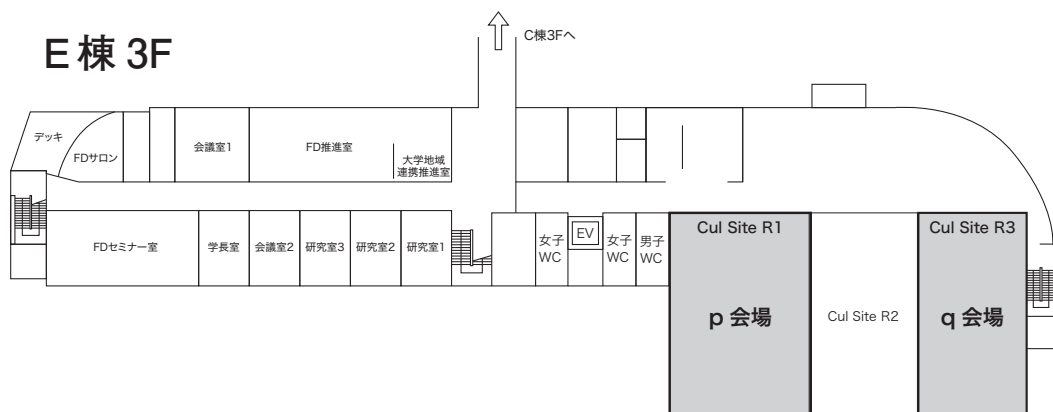 E棟 3F
C棟3Fへ
デッキ
FDサロン
会議室1
FD推進室
大学地域
連携推進室
FDセミナー室
学長室
会議室2
研究室3
研究室2
研究室1
女子
WC
EV
女子
WC
男子
WC
Cul Site R1
p 会場
Cul Site R2
Cul Site R3
q 会場